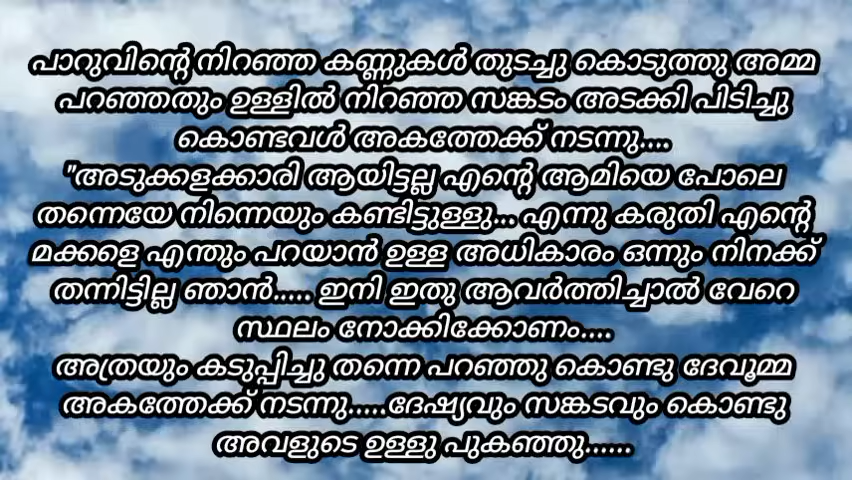 പാറുവിന്റെ നിറഞ്ഞ കണ്ണുകൾ തുടച്ചു കൊടുത്തു അമ്മ
പറഞ്ഞതും ഉള്ളിൽ നിറഞ്ഞ സങ്കടം അടക്കി പിടിച്ചു
കൊണ്ടവൾ അകത്തേക്ക് നടന്നു....
"അടുക്കളക്കാരി ആയിട്ടല്ല എന്റെ ആമിയെ പോലെ
തന്നെയേ നിന്നെയും കണ്ടിട്ടുള്ളു... എന്നു കരുതി എന്റെ
മക്കളെ എന്തും പറയാൻ ഉള്ള അധികാരം ഒന്നും നിനക്ക്
തന്നിട്ടില്ല ഞാൻ..... ഇനി ഇതു ആവർത്തിച്ചാൽ വേറെ
സ്ഥലം നോക്കിക്കോണം....
അത്രയും കടുപ്പിച്ചു തന്നെ പറഞ്ഞു കൊണ്ടു ദേവൂമ്മ
അകത്തേക്ക് നടന്നു.....ദേഷ്യവും സങ്കടവും കൊണ്ടു
അവളുടെ ഉള്ളു പുകഞ്ഞു......